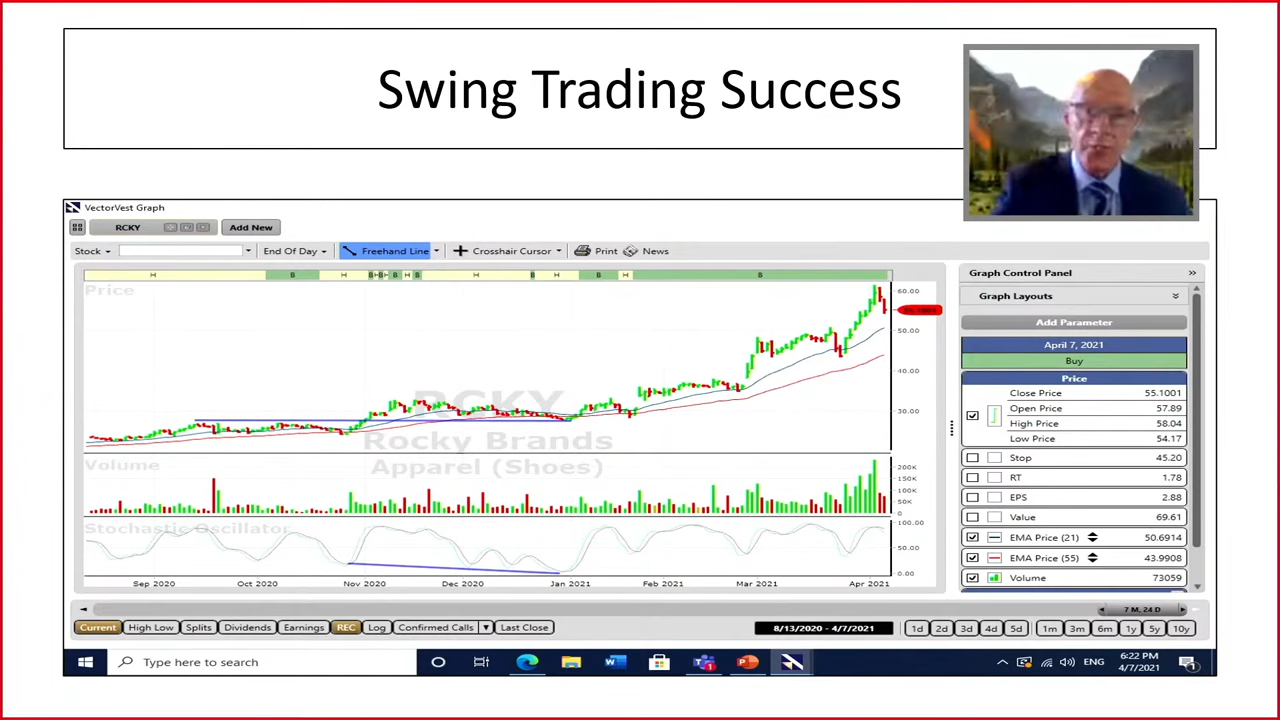 Swing Trading Success
VectorVest Graph
RCKY
Add New
Stock
End Of Day
Freehand Line
Crosshair Cursor
Print
News
H B H B H B H B H B H B H B
Price
60.00
50.00
40.00
30.00
RCKY
Rocky Brands
Apparel (Shoes)
Volume
200K
150K
100K
50K
0
Stochastic Oscillator
100.00
50.00
0.00
Sep 2020 Oct 2020 Nov 2020 Dec 2020 Jan 2021 Feb 2021 Mar 2021 Apr 2021
Graph Control Panel
Graph Layouts
Add Parameter
April 7, 2021
Buy
Price
Close Price 55.1001
Open Price 57.89
High Price 58.04
Low Price 54.17
Stop 45.20
RT 1.78
EPS 2.88
Value 69.61
EMA Price (21) 50.6914
EMA Price (55) 43.9908
Volume 73059
7 M, 24 D
Current High Low Splits Dividends Earnings REC Log Confirmed Calls Last Close
8/13/2020 - 4/7/2021
1d 2d 3d 4d 5d 1m 3m 6m 1y 5y 10y
Type here to search
ENG
6:22 PM
4/7/2021